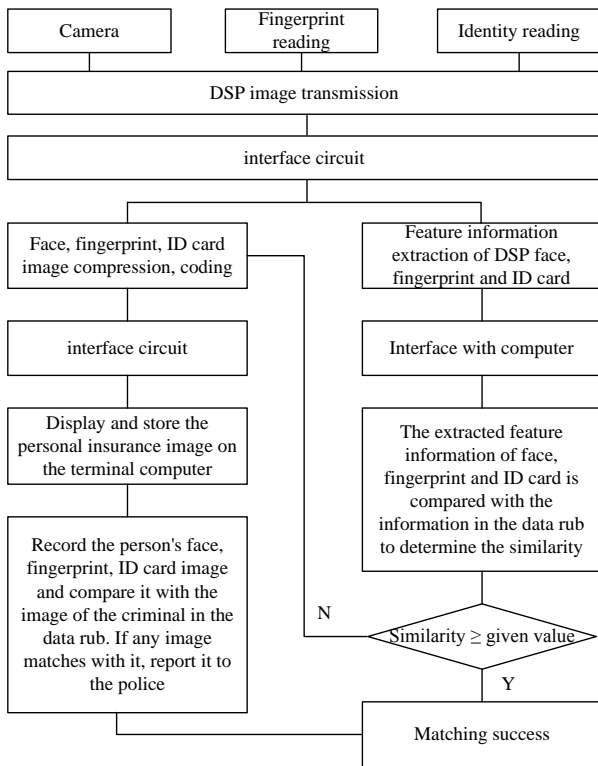 Camera
Fingerprint
reading
Identity reading
DSP image transmission
interface circuit
Face, fingerprint, ID card
image compression, coding
Feature information
extraction of DSP face,
fingerprint and ID card
interface circuit
Interface with computer
Display and store the
personal insurance image on
the terminal computer
The extracted feature
information of face,
fingerprint and ID card is
compared with the
information in the data rub
to determine the similarity
Record the person's face,
fingerprint, ID card image
and compare it with the
image of the criminal in the
data rub. If any image
matches with it, report it to
the police
N
Similarity ≥ given value
Y
Matching success